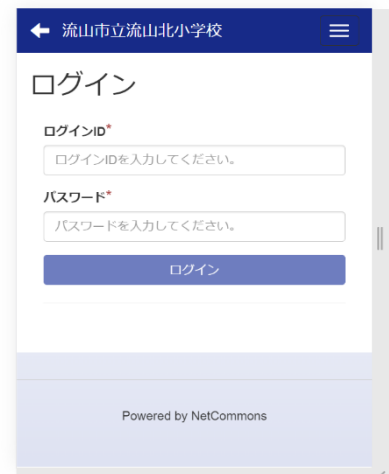 流山市立流山北小学校
ログイン
ログインID*
ログインIDを入力してください。
パスワード*
パスワードを入力してください。
ログイン
Powered by NetCommons